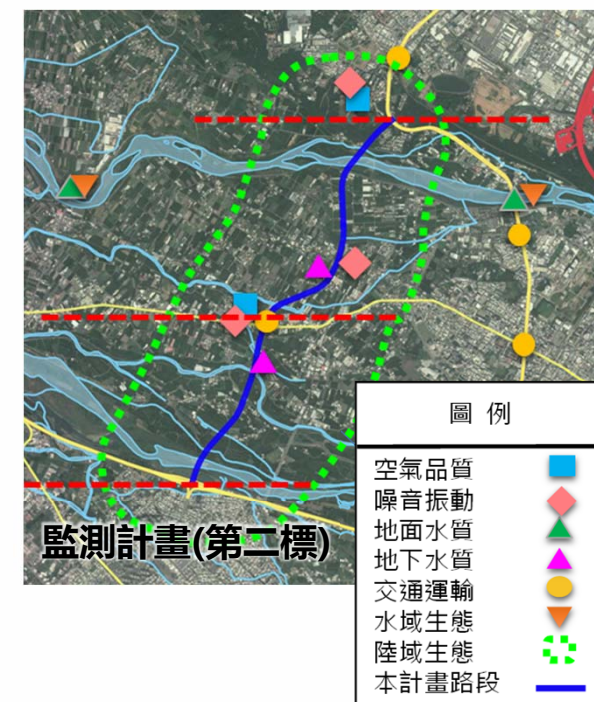 監測計畫(第二標)
圖 例
空氣品質
噪音振動
地面水質
地下水質
交通運輸
水域生態
陸域生態
本計畫路段